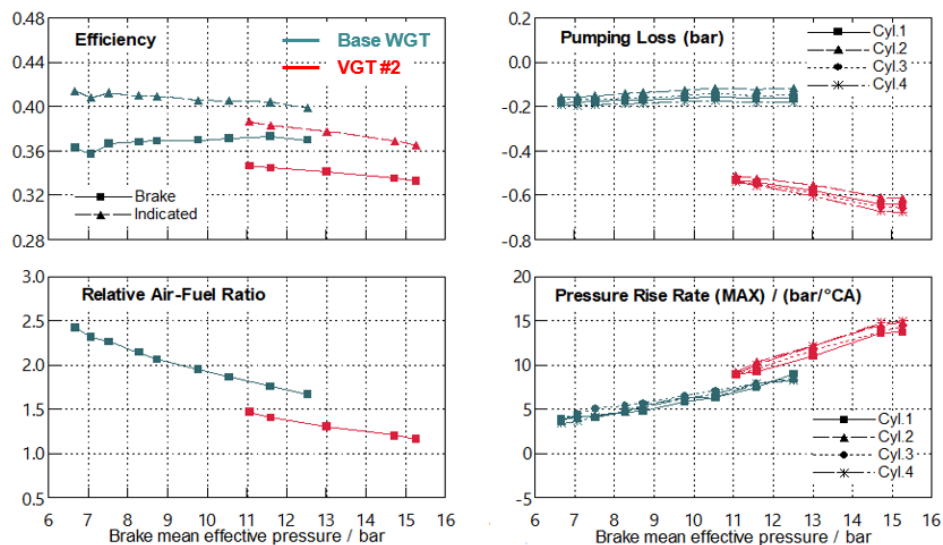 0.48
0.44
0.40
0.36
0.32
0.28
Efficiency
Base WGT
VGT #2
Brake
Indicated
0.2
0.0
-0.2
-0.4
-0.6
-0.8
Pumping Loss (bar)
Cyl.1
Cyl.2
Cyl.3
Cyl.4
3.0
2.5
2.0
1.5
1.0
0.5
Relative Air-Fuel Ratio
6 7 8 9 10 11 12 13 14 15 16
Brake mean effective pressure / bar
20
15
10
5
0
-5
Pressure Rise Rate (MAX) / (bar/°CA)
Cyl.1
Cyl.2
Cyl.3
Cyl.4
6 7 8 9 10 11 12 13 14 15 16
Brake mean effective pressure / bar